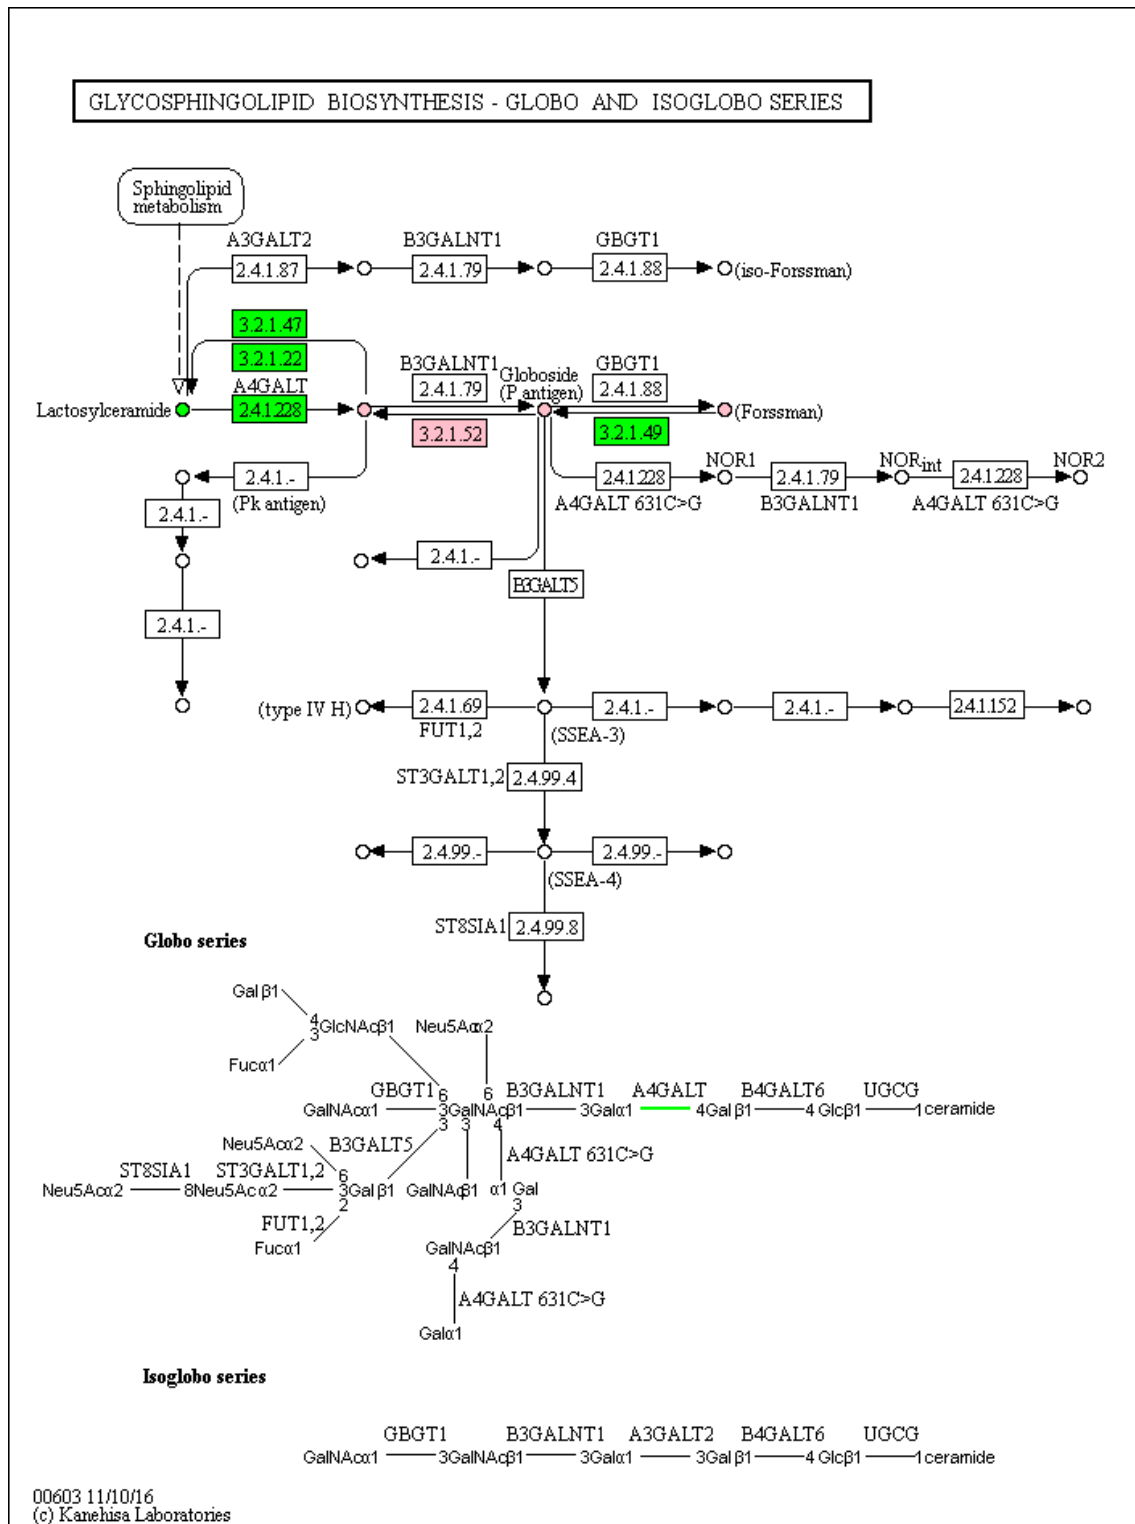 GLYCOSPHINGOLIPID BIOSYNTHESIS - GLOBO AND ISOGLOBO SERIES
Sphingolipid
metabolism
A3GALT2
B3GALNT1
GBGT1
2.4.1.87
2.4.1.79
2.4.1.88
(iso-Forssman)
3.2.1.47
3.2.1.22
A4GALT
B3GALNT1
Globoside
(P antigen)
GBGT1
2.4.1.79
2.4.1.88
Lactosylceramide
2.4.1.228
(Forssman)
3.2.1.52
3.2.1.49
2.4.1.-
(Pk antigen)
2.4.1.228
A4GALT 631C>G
NOR1
2.4.1.79
B3GALNT1
NORint
2.4.1.228
A4GALT 631C>G
NOR2
2.4.1.-
2.4.1.-
B3GALT5
2.4.1.-
(type IV H)
2.4.1.69
FUT1,2
(SSEA-3)
2.4.1.-
2.4.1.-
2.4.1.152
ST3GALT1,2
2.4.99.4
2.4.99.-
2.4.99.-
(SSEA-4)
ST8SIA1
2.4.99.8
Globo series
Galβ1
4
3GlcNAcβ1
Neu5Acα2
Fucα1
GBGT1
6
6
B3GALNT1
A4GALT
B4GALT6
UGCG
GalNAcα1
3GalNAcβ1
3Galα1
4Galβ1
4Glcβ1
1ceramide
3
3
4
Neu5Acα2
B3GALT5
A4GALT 631C>G
ST8SIA1
ST3GALT1,2
6
Neu5Acα2
8Neu5Acα2
3Galβ1
GalNAcβ1
α1 Gal
2
3
FUT1,2
B3GALNT1
Fucα1
GalNAcβ1
4
A4GALT 631C>G
Galα1
Isoglobo series
GBGT1
B3GALNT1
A3GALT2
B4GALT6
UGCG
GalNAcα1
3GalNAcβ1
3Galα1
3Galβ1
4Glcβ1
1ceramide
00603 11/10/16
(c) Kanehisa Laboratories